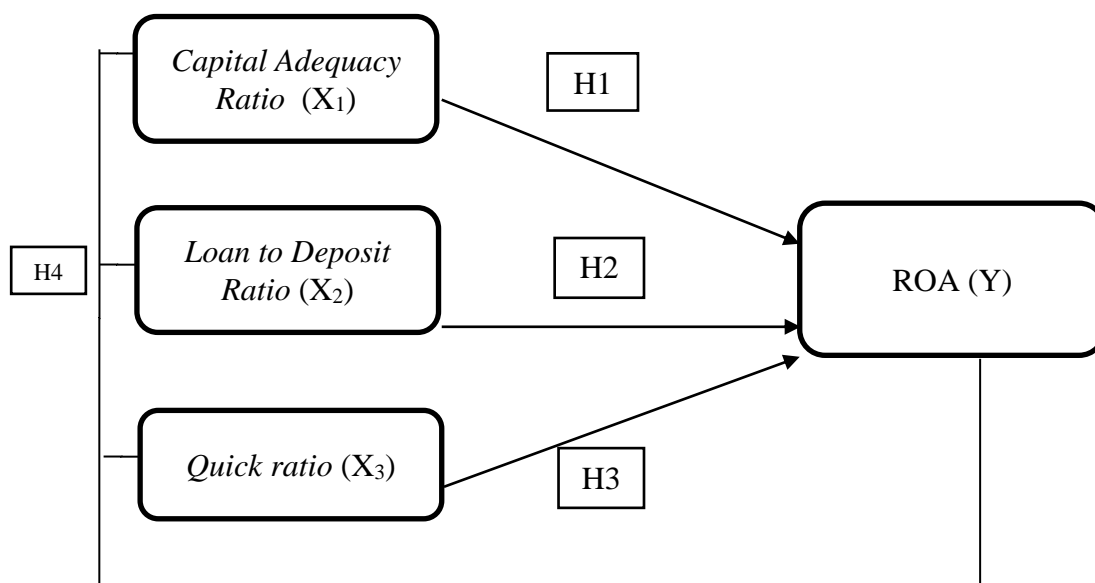 Capital Adequacy
Ratio (X₁)
H1
Loan to Deposit
Ratio (X₂)
H2
H4
ROA (Y)
Quick ratio (X₃)
H3